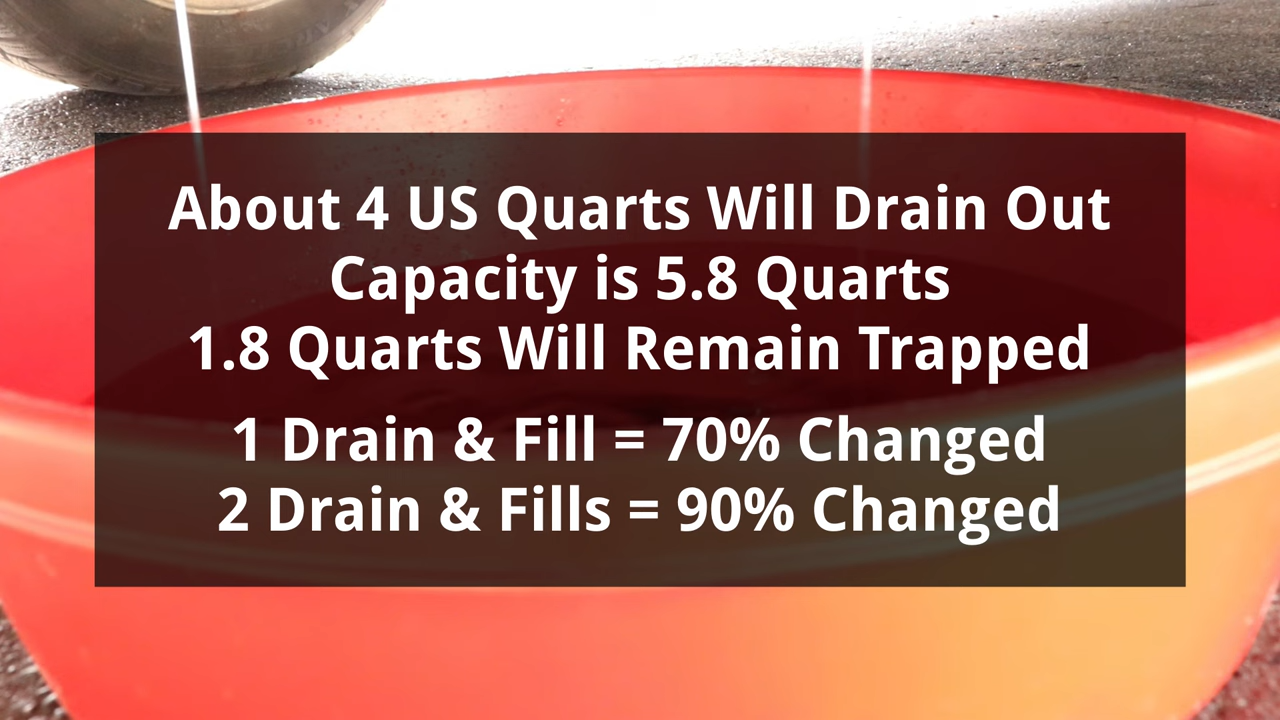 About 4 US Quarts Will Drain Out
Capacity is 5.8 Quarts
1.8 Quarts Will Remain Trapped
1 Drain & Fill = 70% Changed
2 Drain & Fills = 90% Changed